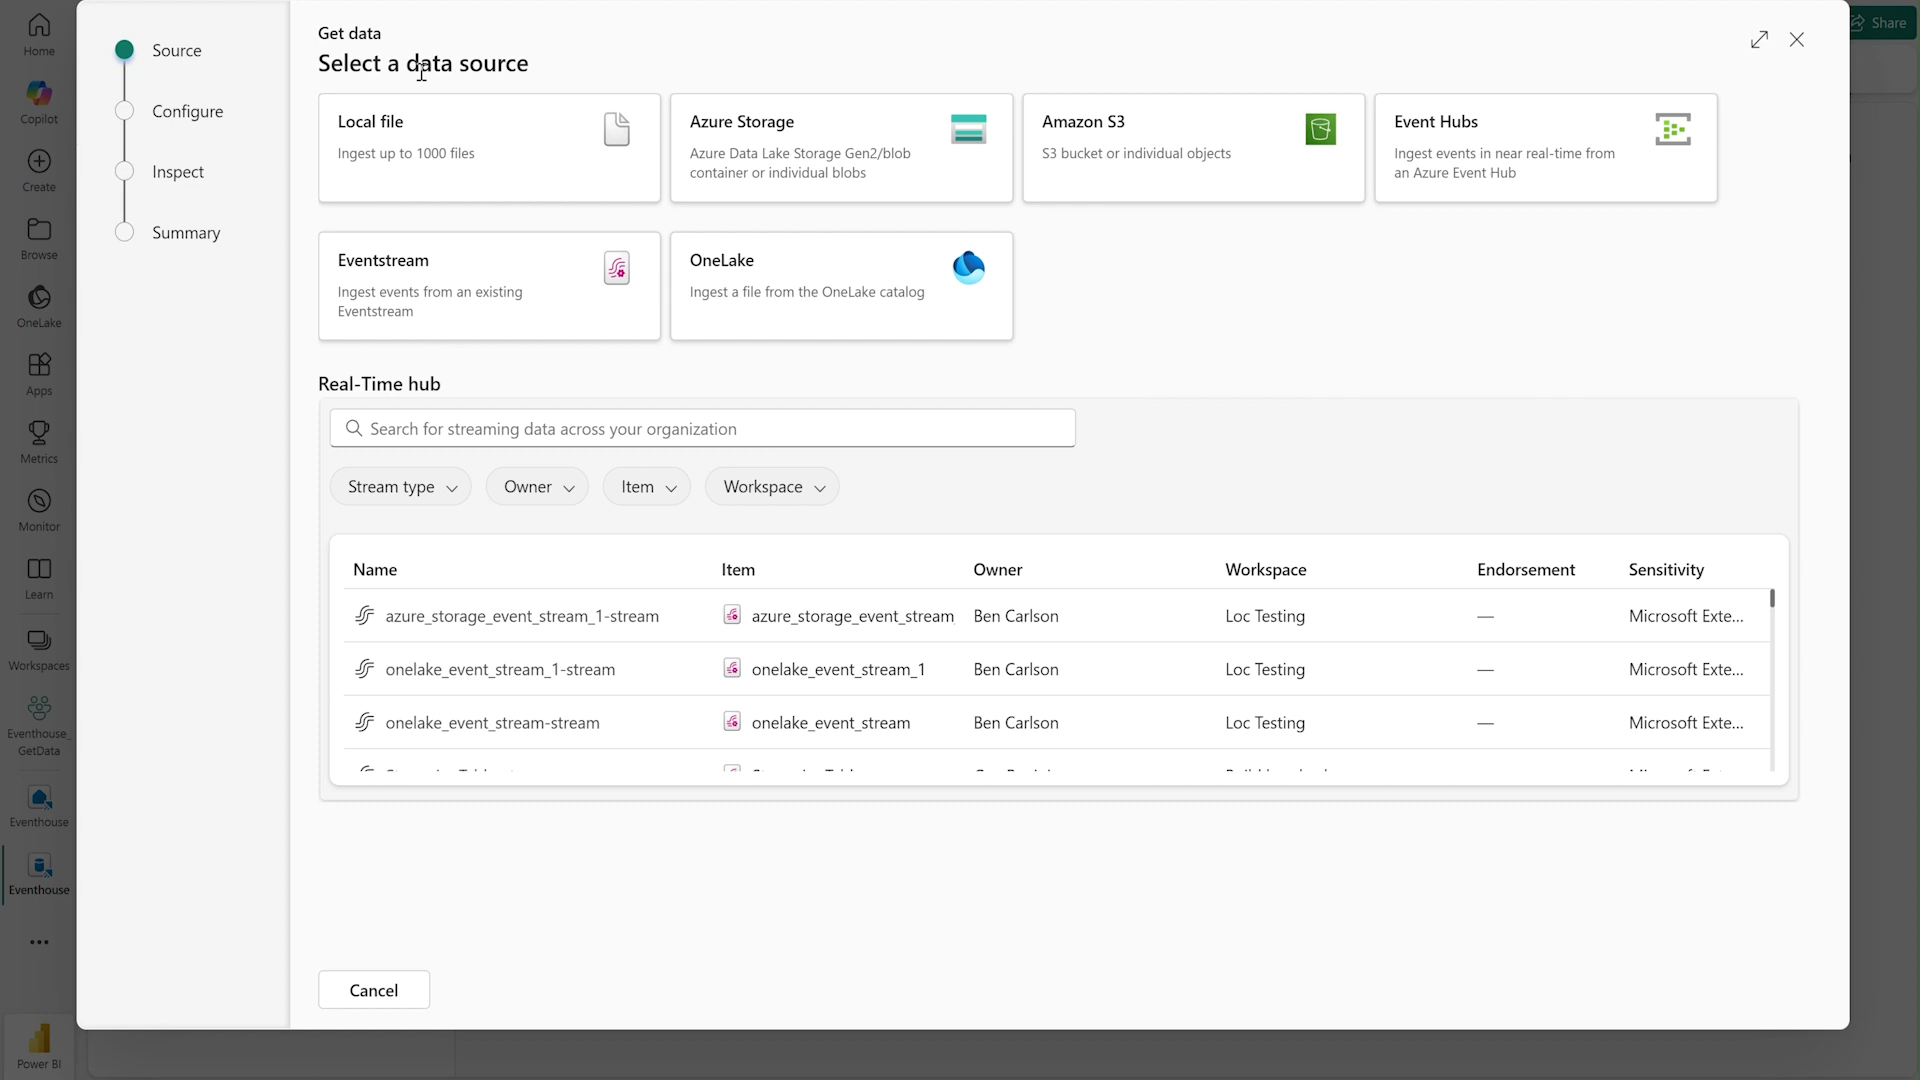 Home
Copilot
Create
Browse
OneLake
Apps
Metrics
Monitor
Learn
Workspaces
Eventhouse_
GetData
Eventhouse
Eventhouse
Power BI
Source
Configure
Inspect
Summary
Get data
Select a data source
Share
Local file
Ingest up to 1000 files
Azure Storage
Azure Data Lake Storage Gen2/blob
container or individual blobs
Amazon S3
S3 bucket or individual objects
Event Hubs
Ingest events in near real-time from
an Azure Event Hub
Eventstream
Ingest events from an existing
Eventstream
OneLake
Ingest a file from the OneLake catalog
Real-Time hub
Search for streaming data across your organization
Stream type Owner Item Workspace
Name Item Owner Workspace Endorsement Sensitivity
azure_storage_event_stream_1-stream azure_storage_event_stream Ben Carlson Loc Testing — Microsoft Exte...
onelake_event_stream_1-stream onelake_event_stream_1 Ben Carlson Loc Testing — Microsoft Exte...
onelake_event_stream-stream onelake_event_stream Ben Carlson Loc Testing — Microsoft Exte...
Cancel